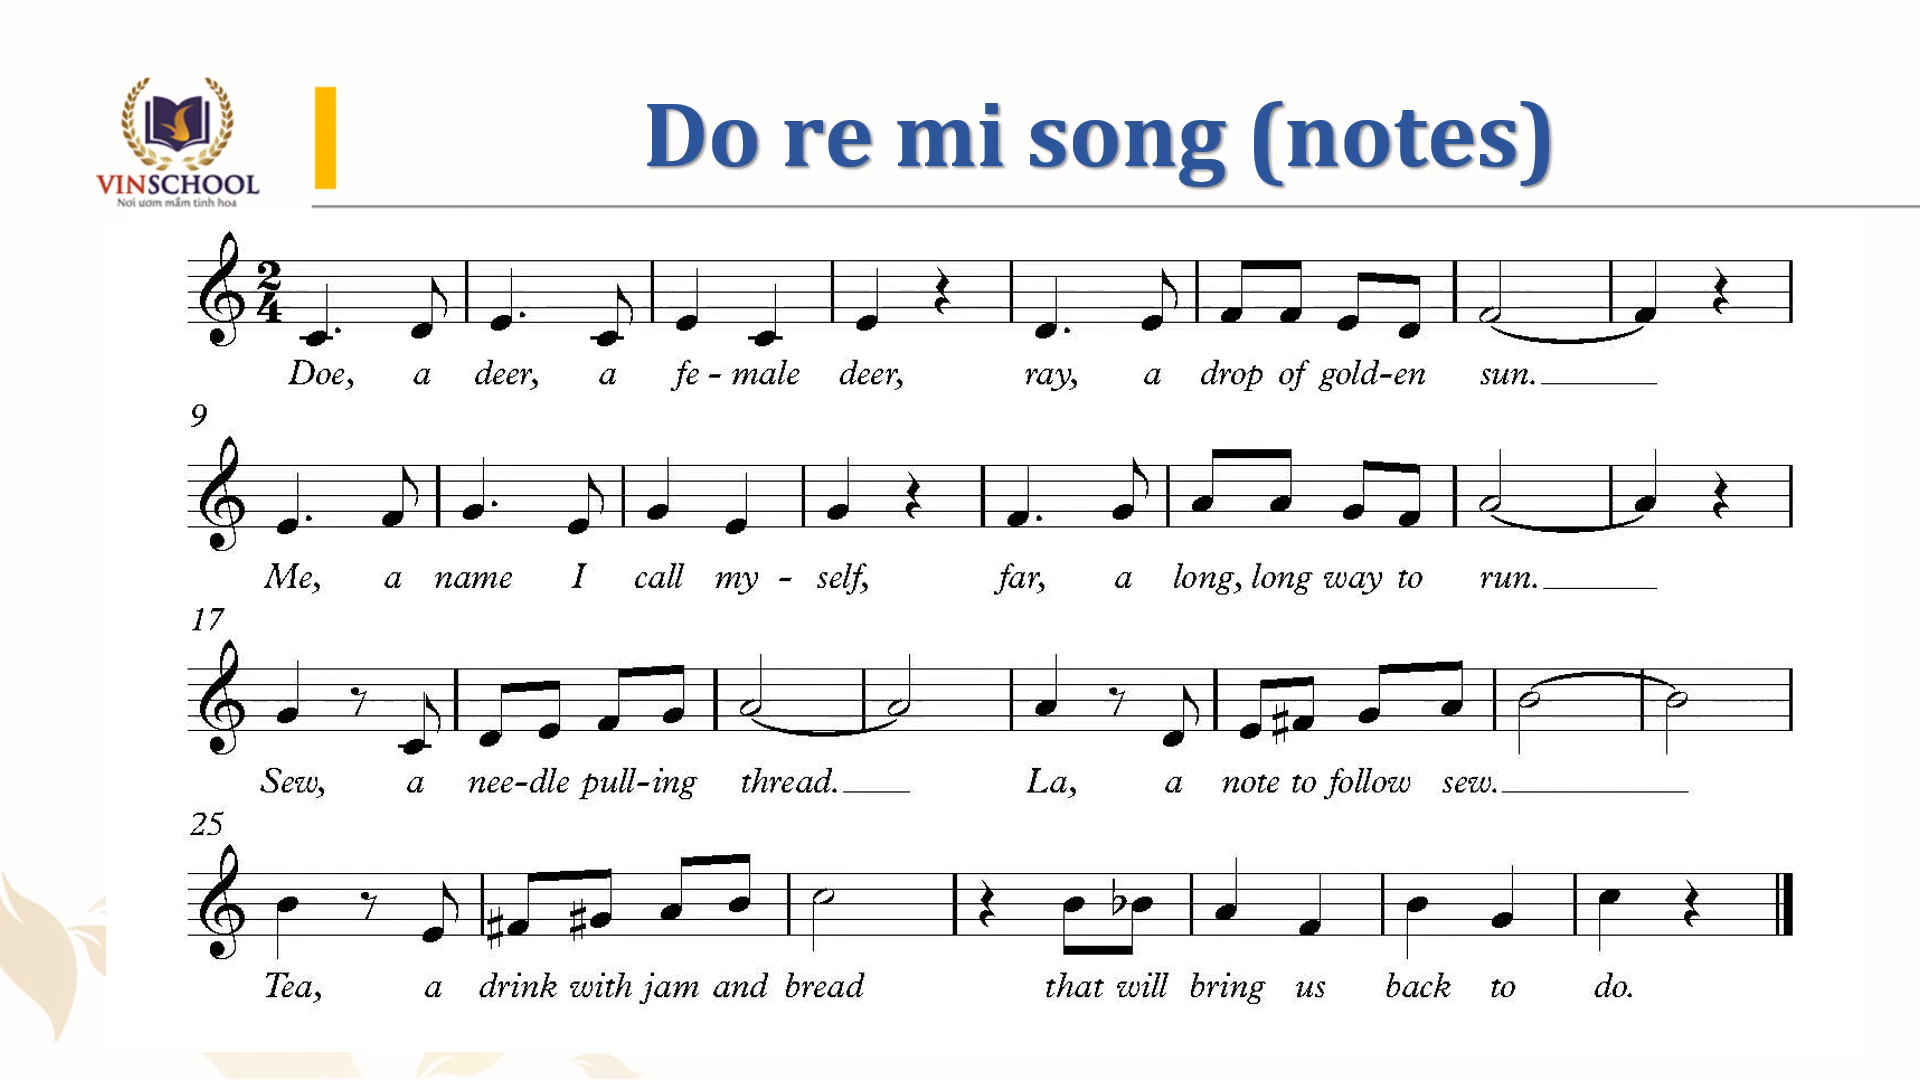 VINSCHOOL
Nơi ươm mầm tinh hoa
Do re mi song (notes)
2
4
Doe, a deer, a fe - male deer, ray, a drop of gold-en sun.
9
Me, a name I call my - self, far, a long, long way to run.
17
Sew, a nee-dle pull-ing thread. La, a note to follow sew.
25
Tea, a drink with jam and bread that will bring us back to do.